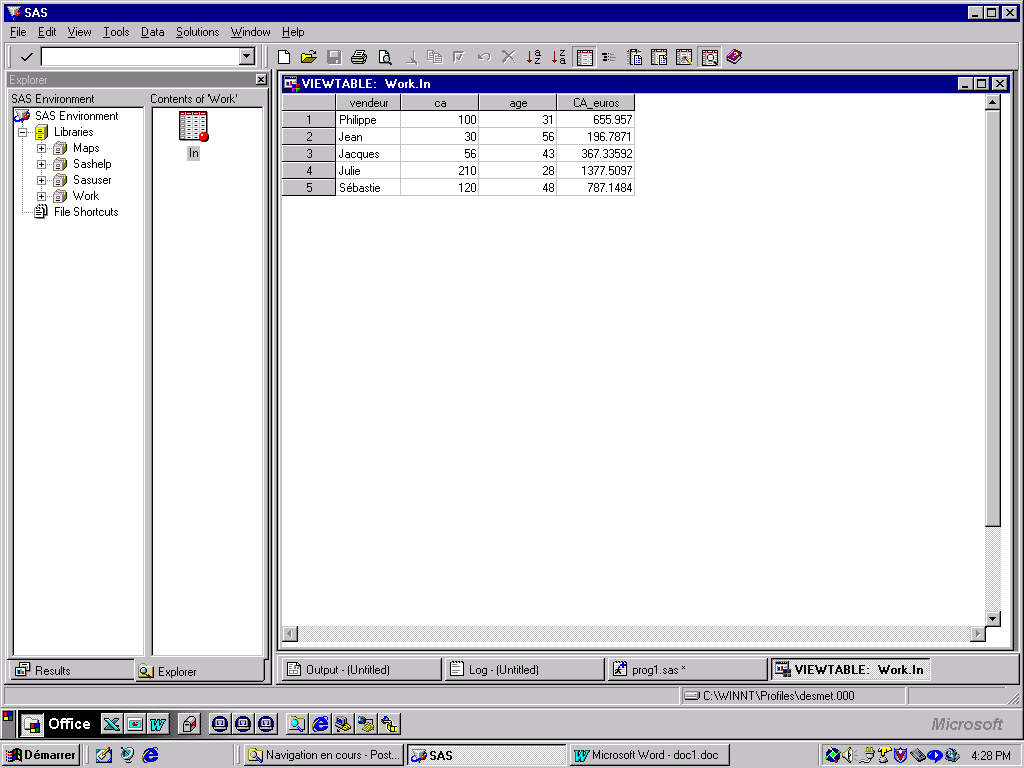 SAS
File Edit View Tools Data Solutions Window Help
Explorer
SAS Environment
Contents of 'Work'
SAS Environment
Libraries
Maps
Sashelp
Sasuser
Work
File Shortcuts
In
VIEWTABLE: Work.In
vendeur ca age CA_euros
1 Philippe 100 31 655.957
2 Jean 30 56 196.7871
3 Jacques 56 43 367.33592
4 Julie 210 28 1377.5097
5 Sébastie 120 48 787.1484
Results
Explorer
Output - (Untitled)
Log - (Untitled)
prog1.sas *
VIEWTABLE: Work.In
C:\WINNT\Profiles\desmet.000
Office
Microsoft
Démarrer
Navigation en cours - Post...
SAS
Microsoft Word - doc1.doc
4:28 PM